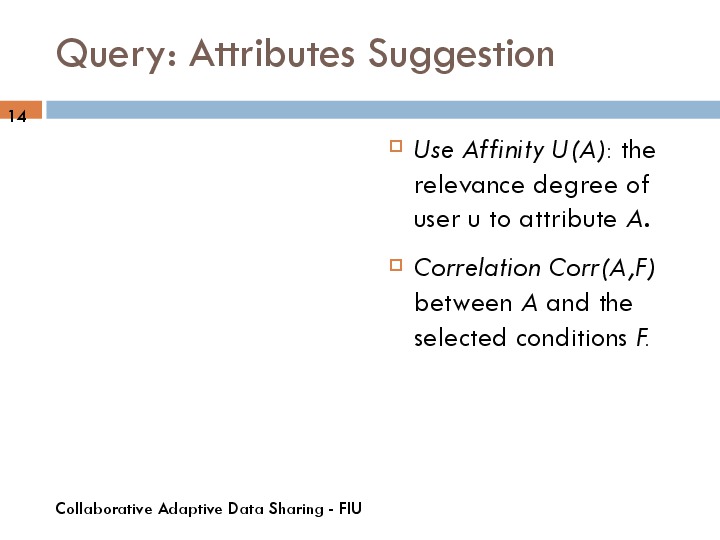 Query: Attributes Suggestion
14
Use Affinity U(A): the
relevance degree of
user u to attribute A.
Correlation Corr(A,F)
between A and the
selected conditions F.
Collaborative Adaptive Data Sharing - FIU